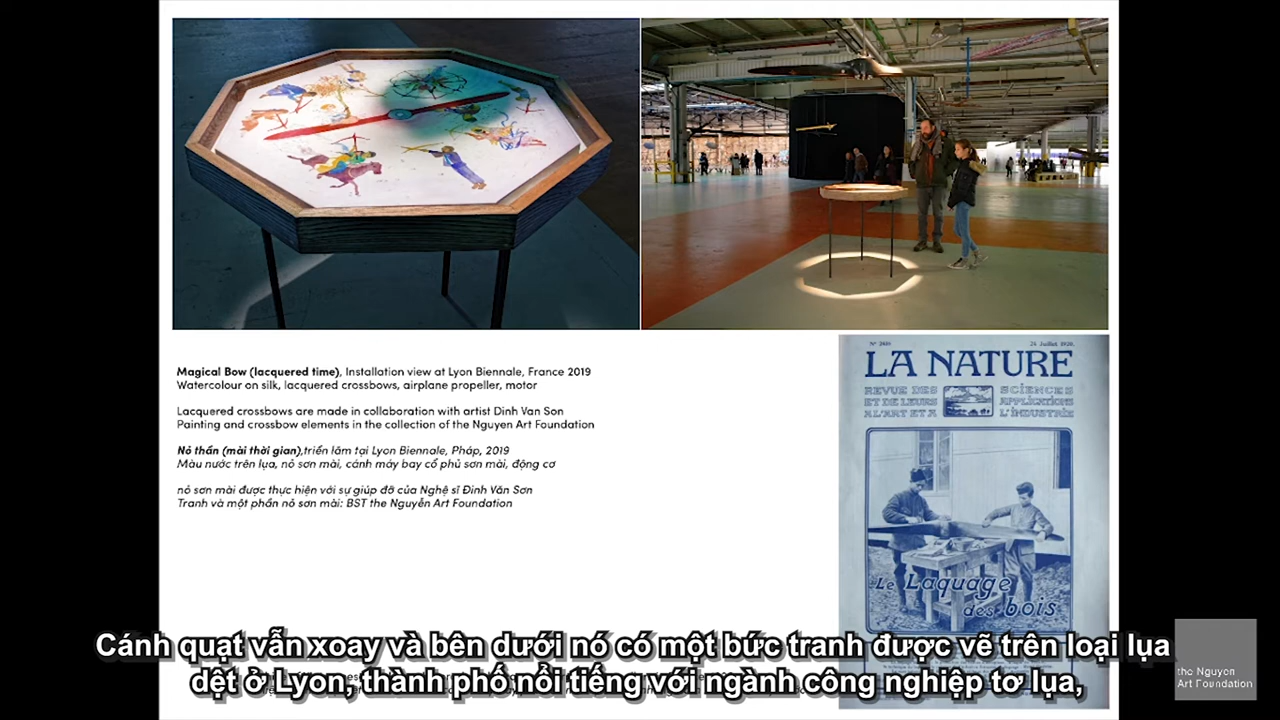 Magical Bow (lacquered time), Installation view at Lyon Biennale, France 2019
Watercolour on silk, lacquered crossbows, airplane propeller, motor
Lacquered crossbows are made in collaboration with artist Dinh Van Son
Painting and crossbow elements in the collection of the Nguyen Art Foundation
Nỏ thần (mài thời gian),triển lãm tại Lyon Biennale, Pháp, 2019
Màu nước trên lụa, nỏ sơn mài, cánh máy bay cổ phủ sơn mài, động cơ
nỏ sơn mài được thực hiện với sự giúp đỡ của Nghệ sĩ Đinh Văn Sơn
Tranh và một phần nỏ sơn mài: BST the Nguyễn Art Foundation
LA NATURE
REVUE DES SCIENCES
ET DE LEURS APPLICATIONS
A L'ART ET A L'INDUSTRIE
Le Laquage
des bois
Cánh quạt vẫn xoay và bên dưới nó có một bức tranh được vẽ trên loại lụa
dệt ở Lyon, thành phố nổi tiếng với ngành công nghiệp tơ lụa,
the Nguyen
Art Foundation